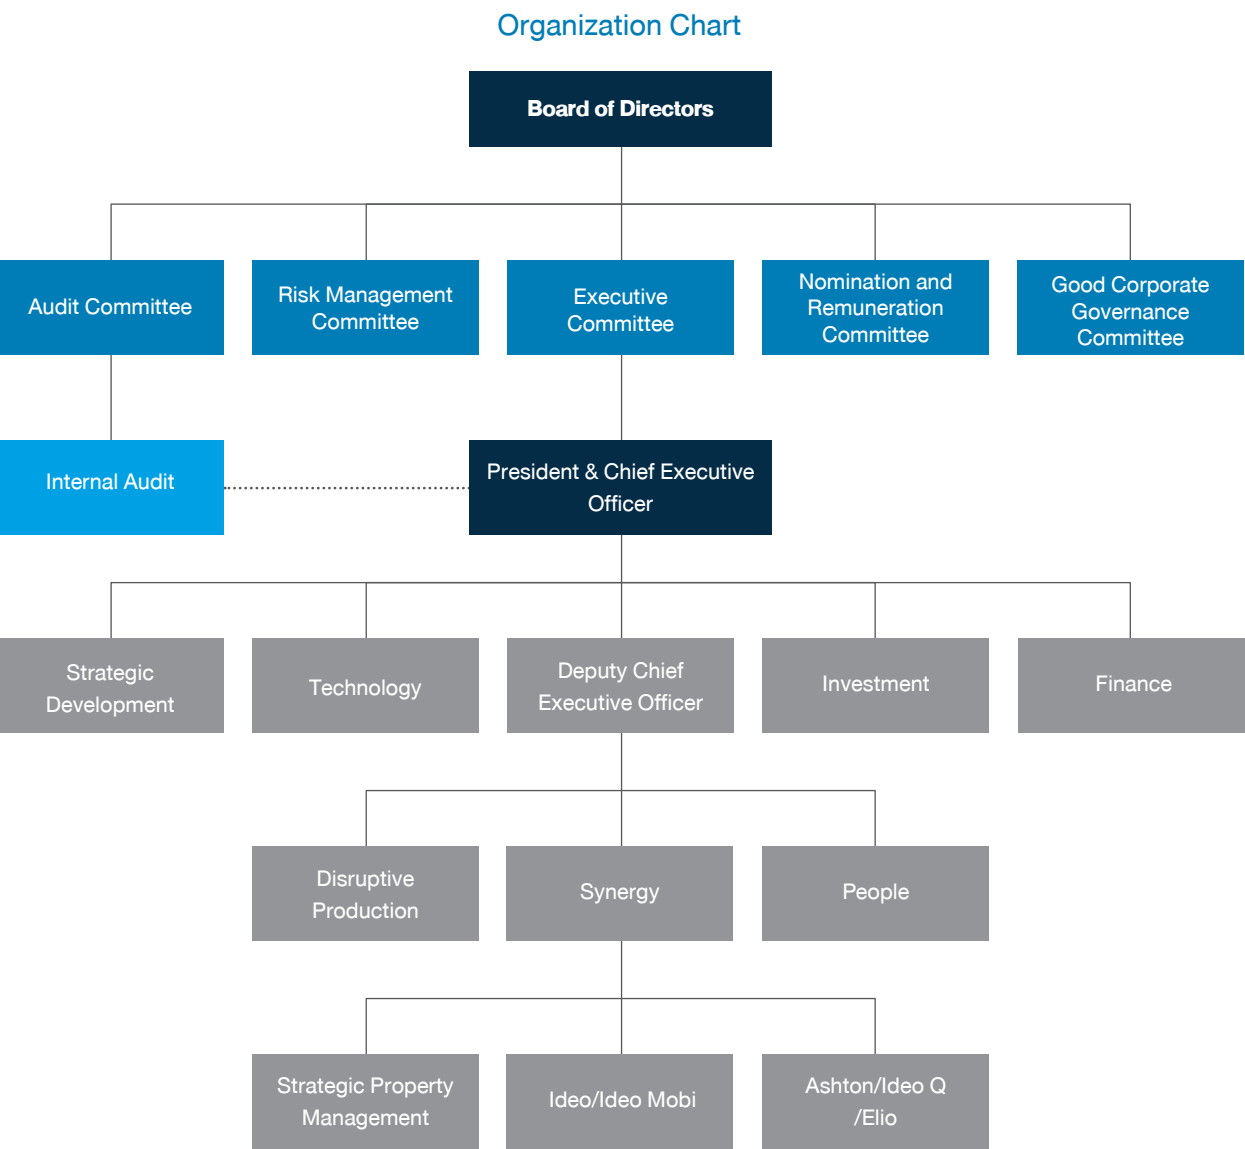 Organization Chart
Board of Directors
Audit Committee
Risk Management
Committee
Executive
Committee
Nomination and
Remuneration
Committee
Good Corporate
Governance
Committee
Internal Audit
President & Chief Executive
Officer
Strategic
Development
Technology
Deputy Chief
Executive Officer
Investment
Finance
Disruptive
Production
Synergy
People
Strategic Property
Management
Ideo/Ideo Mobi
Ashton/Ideo Q
/Elio